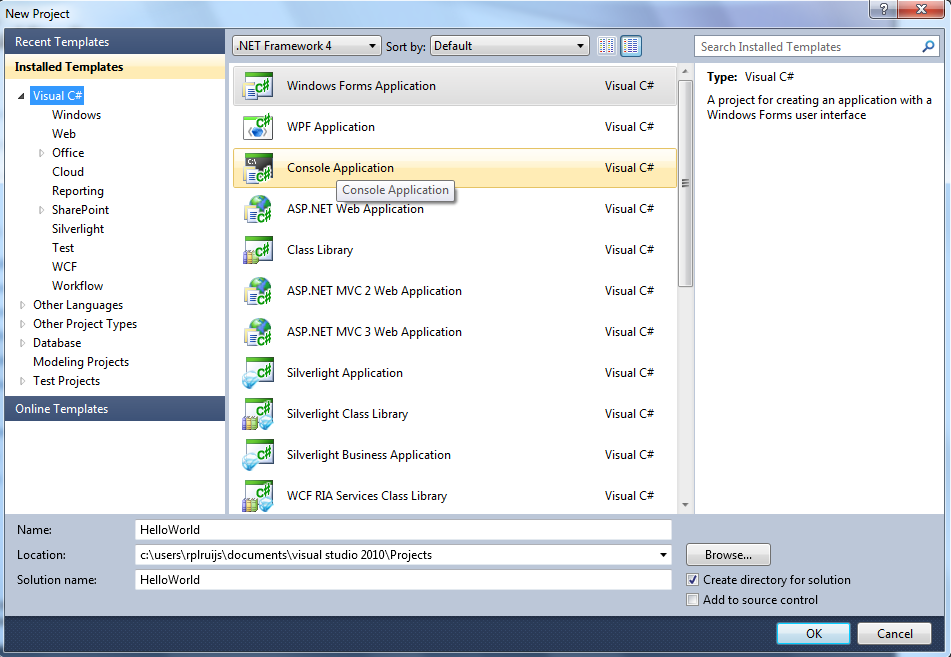 New Project
?
Recent Templates
Installed Templates
Visual C#
Windows
Web
Office
Cloud
Reporting
SharePoint
Silverlight
Test
WCF
Workflow
Other Languages
Other Project Types
Database
Modeling Projects
Test Projects
Online Templates
.NET Framework 4 Sort by: Default
Windows Forms Application Visual C#
WPF Application Visual C#
Console Application Visual C#
Console Application
ASP.NET Web Application Visual C#
Class Library Visual C#
ASP.NET MVC 2 Web Application Visual C#
ASP.NET MVC 3 Web Application Visual C#
Silverlight Application Visual C#
Silverlight Class Library Visual C#
Silverlight Business Application Visual C#
WCF RIA Services Class Library Visual C#
Search Installed Templates
Type: Visual C#
A project for creating an application with a
Windows Forms user interface
Name: HelloWorld
Location: c:\users\rplruijs\documents\visual studio 2010\Projects Browse...
Solution name: HelloWorld
Create directory for solution
Add to source control
OK Cancel